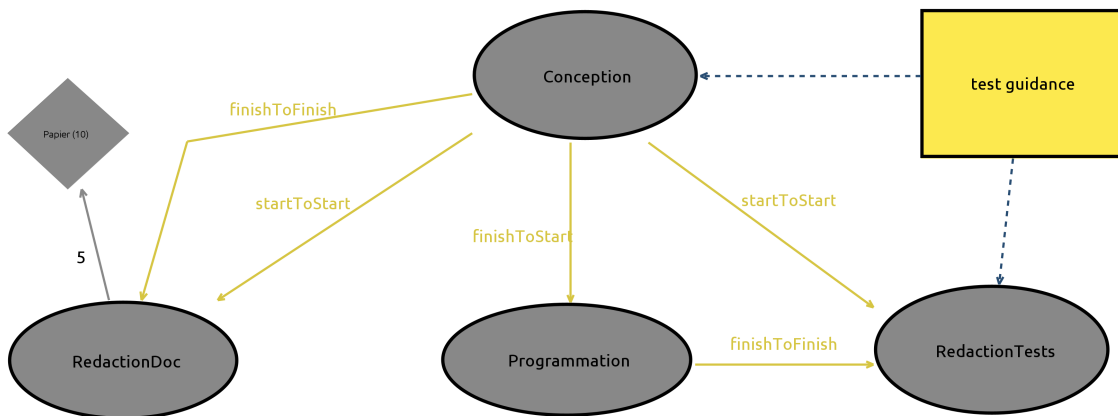 Conception
test guidance
finishToFinish
Papier (10)
startToStart
startToStart
finishToStart
5
finishToFinish
RedactionDoc
Programmation
RedactionTests